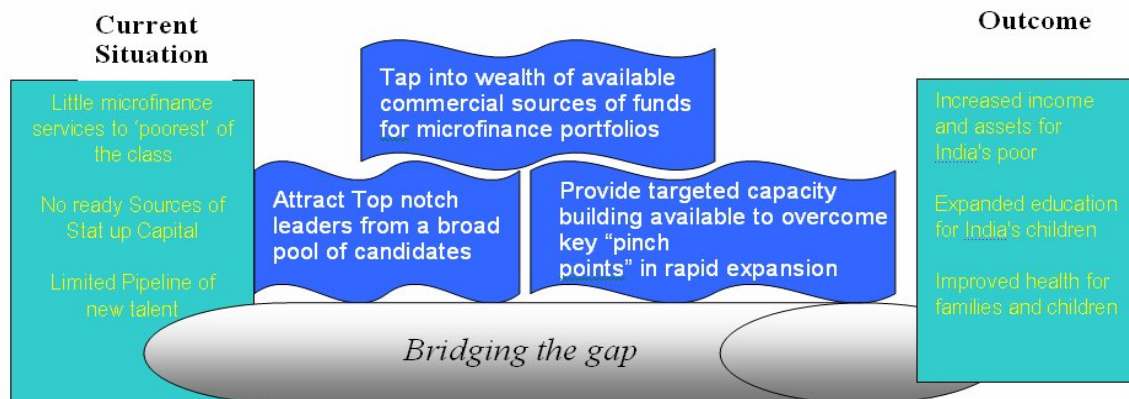 Current
Situation
Little microfinance
services to 'poorest' of
the class
No ready Sources of
Stat up Capital
Limited Pipeline of
new talent
Tap into wealth of available
commercial sources of funds
for microfinance portfolios
Attract Top notch
leaders from a broad
pool of candidates
Provide targeted capacity
building available to overcome
key “pinch
points” in rapid expansion
Bridging the gap
Outcome
Increased income
and assets for
India's poor
Expanded education
for India's children
Improved health for
families and children